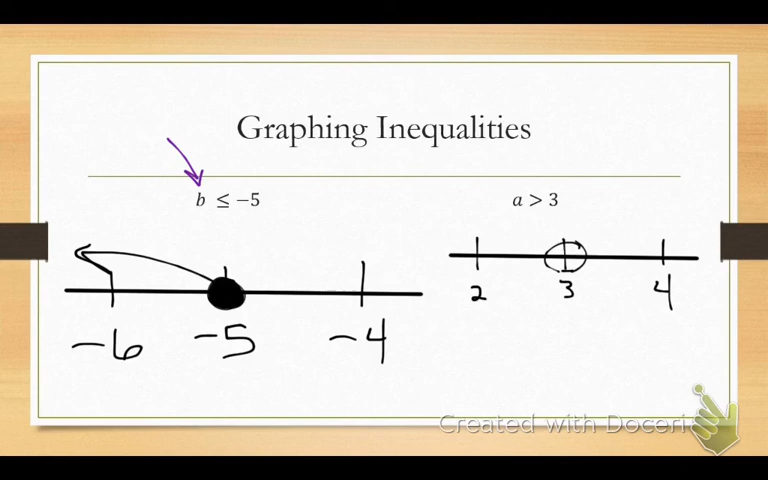 Graphing Inequalities
b ≤ −5
a > 3
−6 −5 −4
2 3 4
Created with Doceri